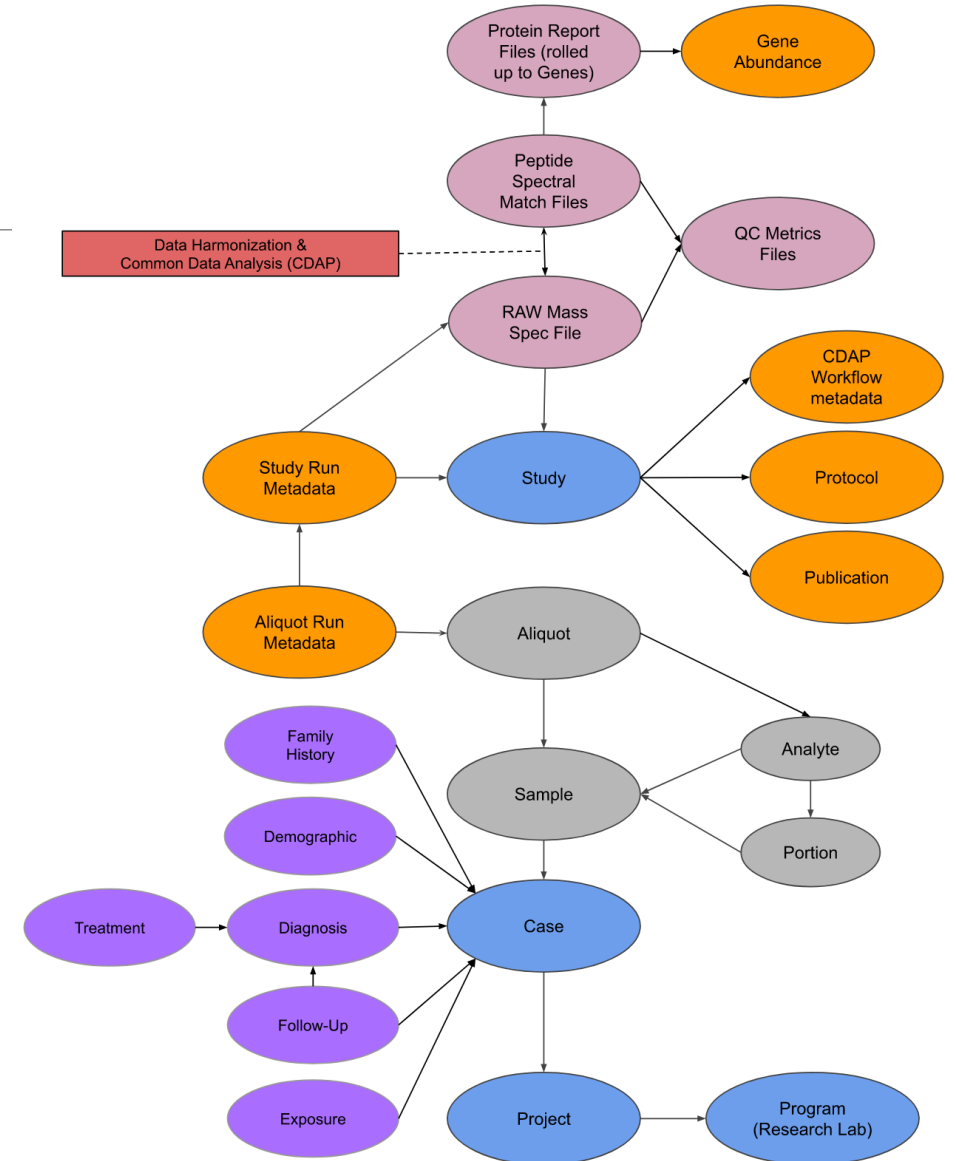 Protein Report
Files (rolled
up to Genes)
Gene
Abundance
Peptide
Spectral
Match Files
Data Harmonization &
Common Data Analysis (CDAP)
QC Metrics
Files
RAW Mass
Spec File
CDAP
Workflow
metadata
Study Run
Metadata
Study
Protocol
Publication
Aliquot Run
Metadata
Aliquot
Family
History
Analyte
Sample
Demographic
Portion
Treatment
Diagnosis
Case
Follow-Up
Exposure
Project
Program
(Research Lab)